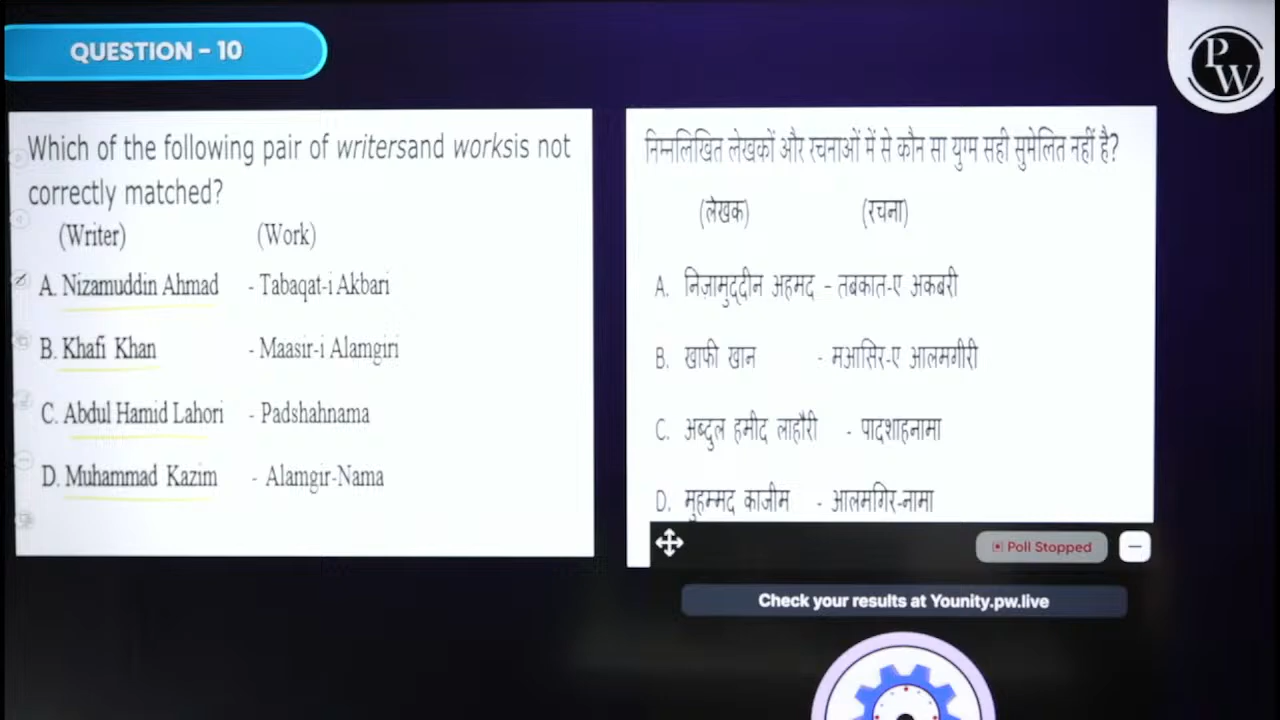 QUESTION - 10
PW
Which of the following pair of writersand worksis not
correctly matched?
(Writer) (Work)
A. Nizamuddin Ahmad - Tabaqat-i Akbari
B. Khafi Khan - Maasir-i Alamgiri
C. Abdul Hamid Lahori - Padshahnama
D. Muhammad Kazim - Alamgir-Nama
निम्नलिखित लेखकों और रचनाओं में से कौन सा युग्म सही सुमेलित नहीं है?
(लेखक) (रचना)
A. निज़ामुद्दीन अहमद - तबकात-ए अकबरी
B. खाफी खान - मआसिर-ए आलमगीरी
C. अब्दुल हमीद लाहौरी - पादशाहनामा
D. मुहम्मद काजीम - आलमगिर-नामा
Poll Stopped
Check your results at Younity.pw.live